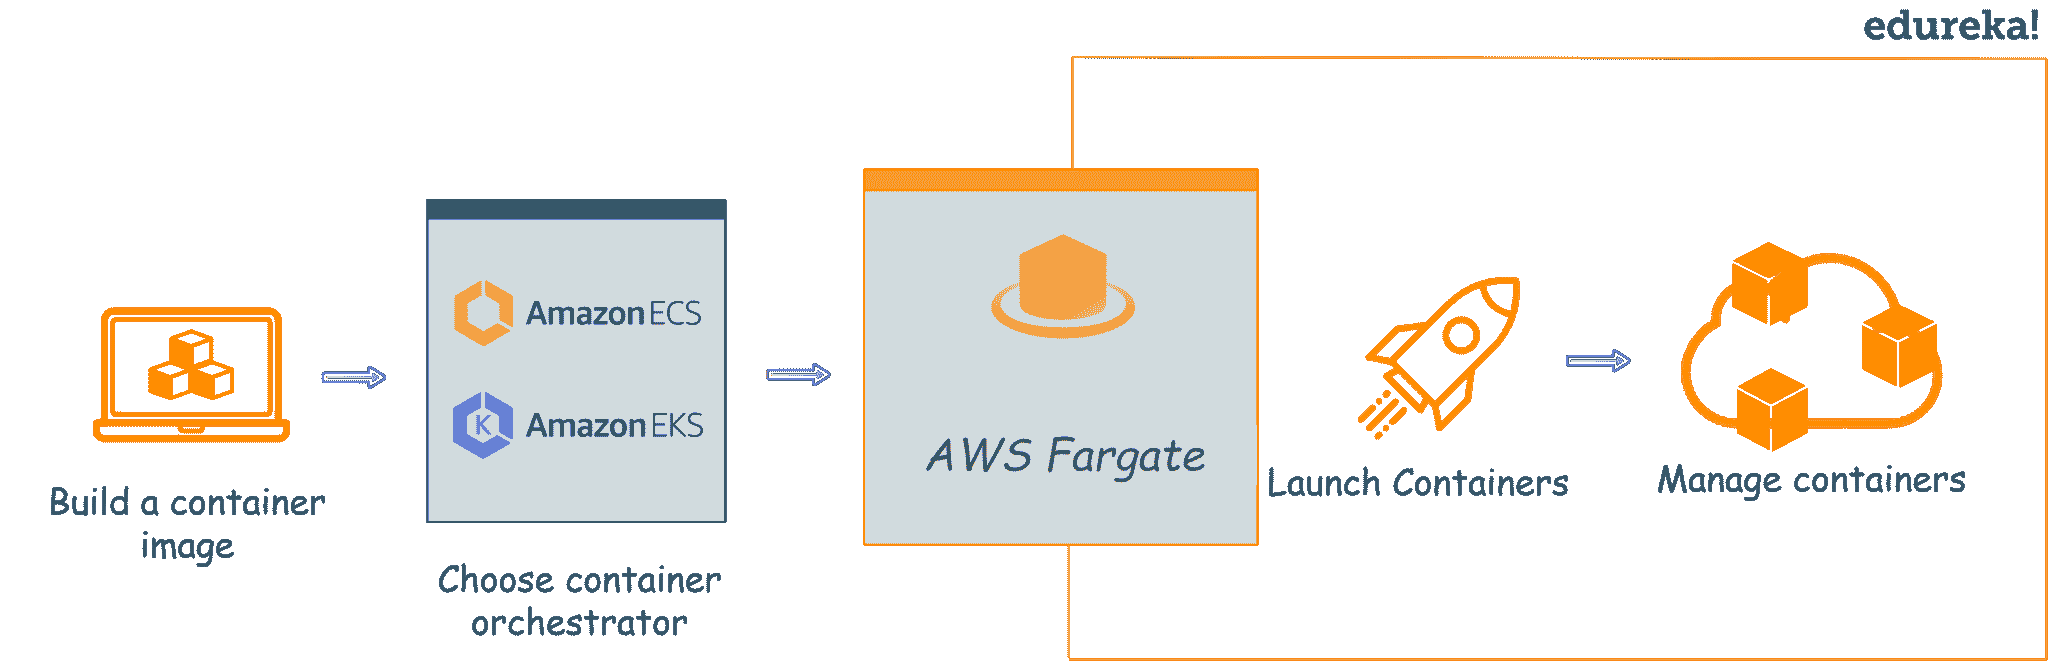 edureka!
Amazon ECS
K
Amazon EKS
Build a container
image
Choose container
orchestrator
AWS Fargate
Launch Containers
Manage containers